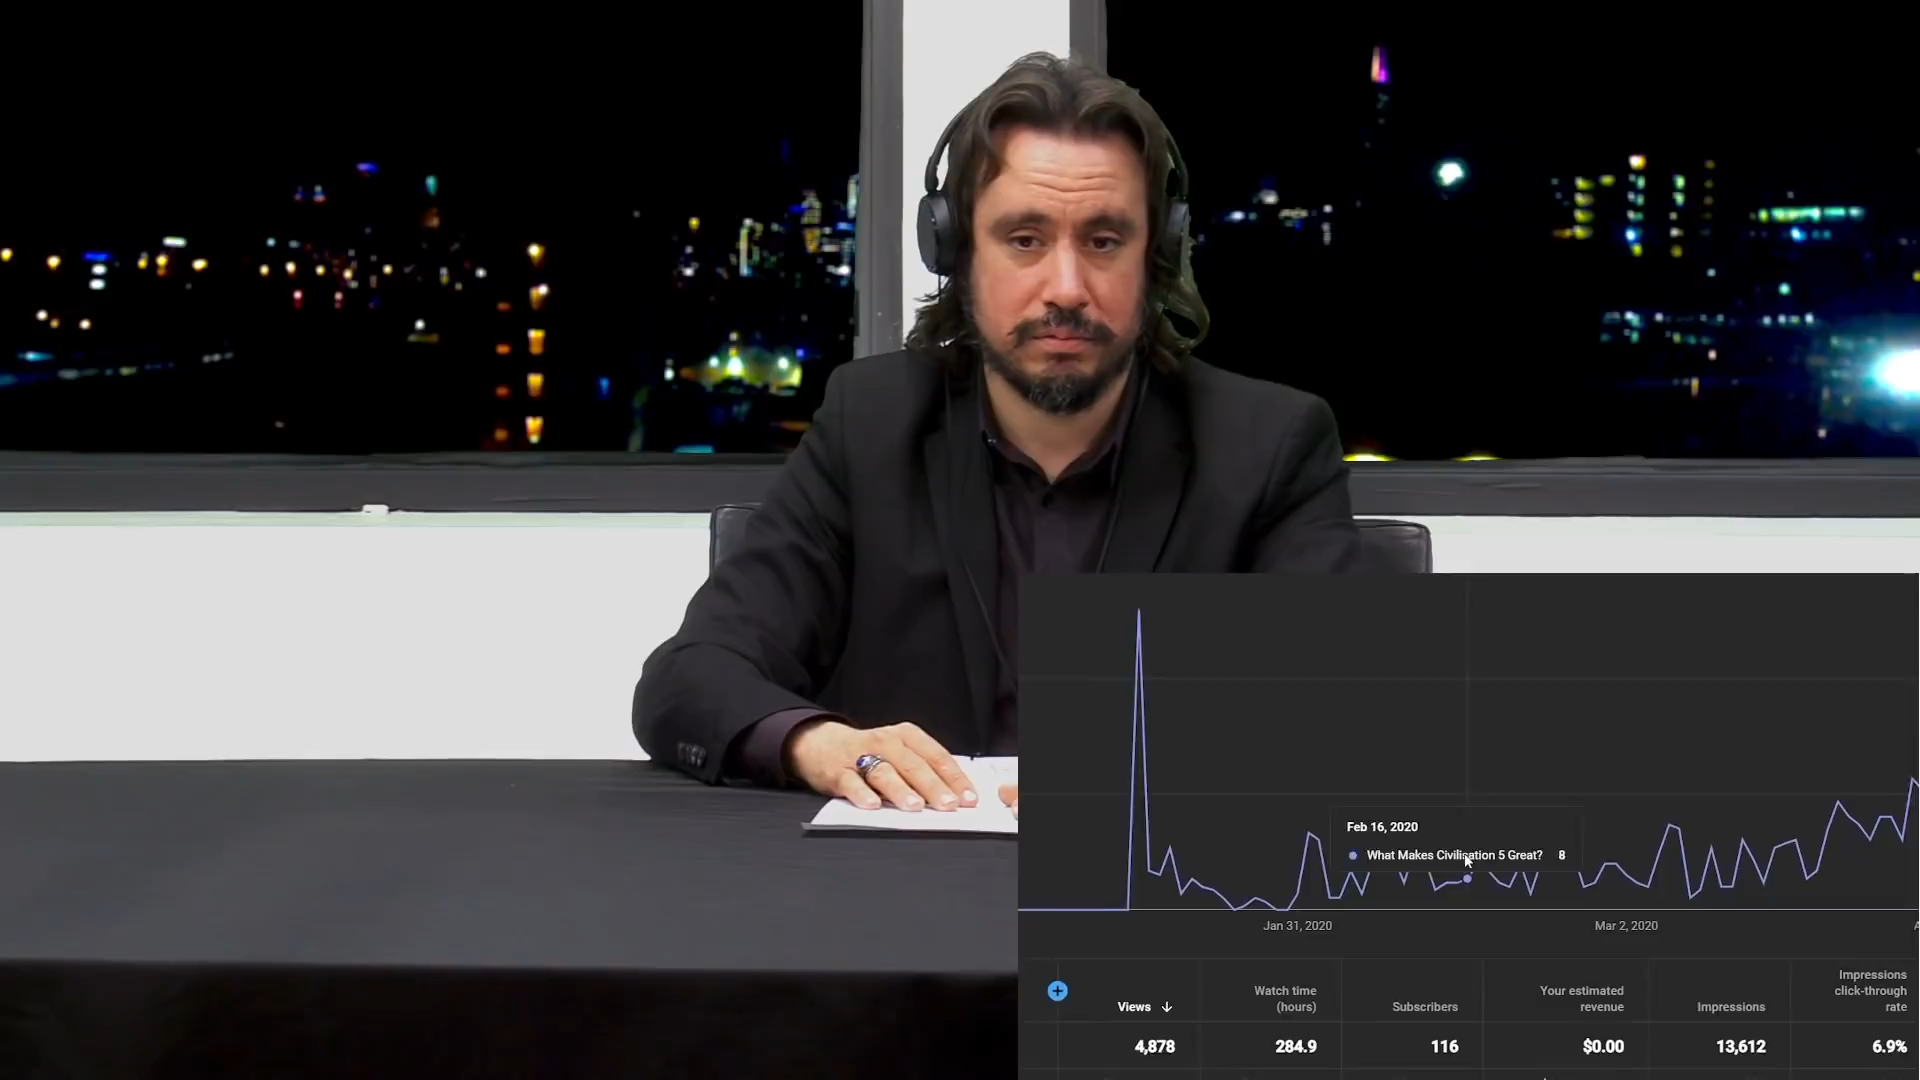 Feb 16, 2020
What Makes Civilisation 5 Great? 8
Jan 31, 2020
Mar 2, 2020
Views
Watch time
(hours)
Subscribers
Your estimated
revenue
Impressions
Impressions
click-through
rate
4,878
284.9
116
$0.00
13,612
6.9%